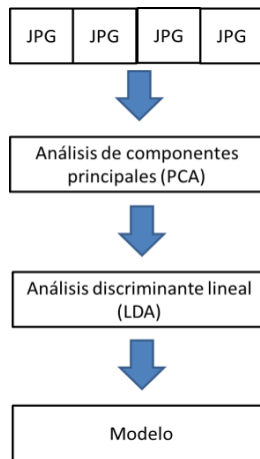 JPG JPG JPG JPG
Análisis de componentes
principales (PCA)
Análisis discriminante lineal
(LDA)
Modelo